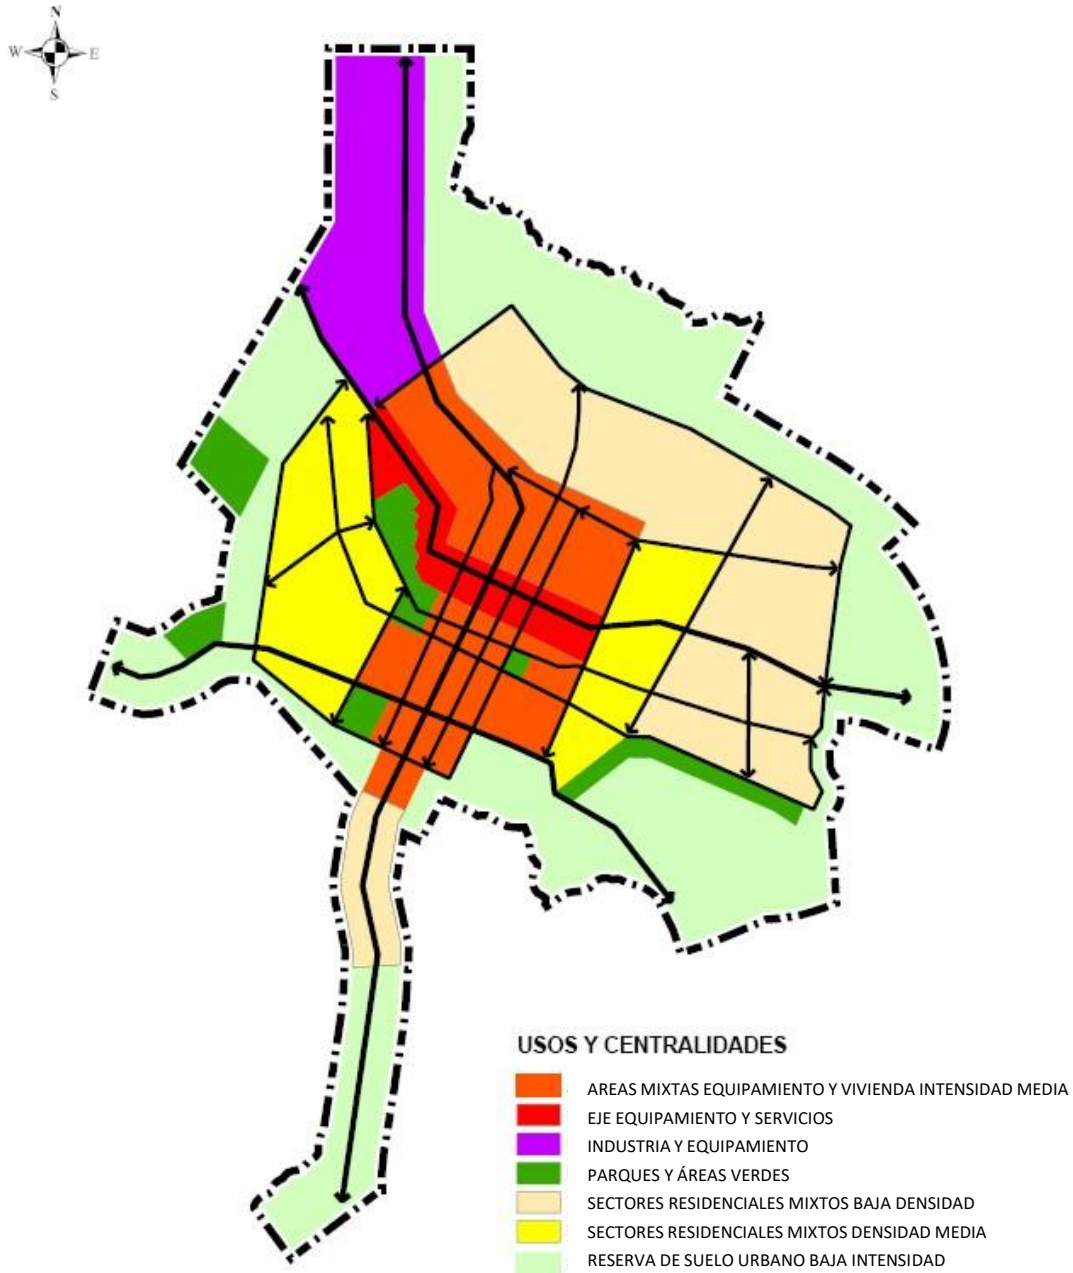 N
W E
S
USOS Y CENTRALIDADES
AREAS MIXTAS EQUIPAMIENTO Y VIVIENDA INTENSIDAD MEDIA
EJE EQUIPAMIENTO Y SERVICIOS
INDUSTRIA Y EQUIPAMIENTO
PARQUES Y ÁREAS VERDES
SECTORES RESIDENCIALES MIXTOS BAJA DENSIDAD
SECTORES RESIDENCIALES MIXTOS DENSIDAD MEDIA
RESERVA DE SUELO URBANO BAJA INTENSIDAD